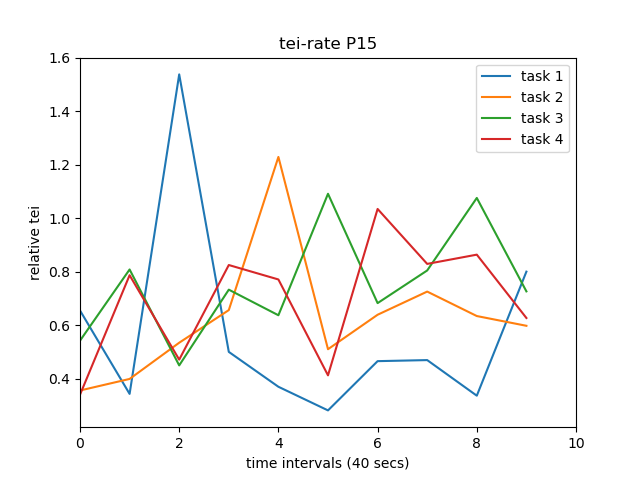 tei-rate P15
task 1
task 2
task 3
task 4
relative tei
1.6
1.4
1.2
1.0
0.8
0.6
0.4
0 2 4 6 8 10
time intervals (40 secs)